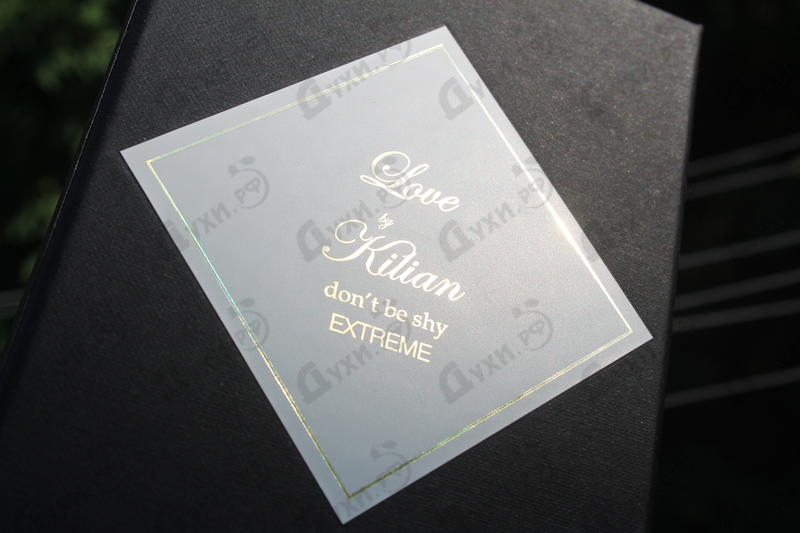 Love
by
Kilian
don't be shy
EXTREME
Духи.рф